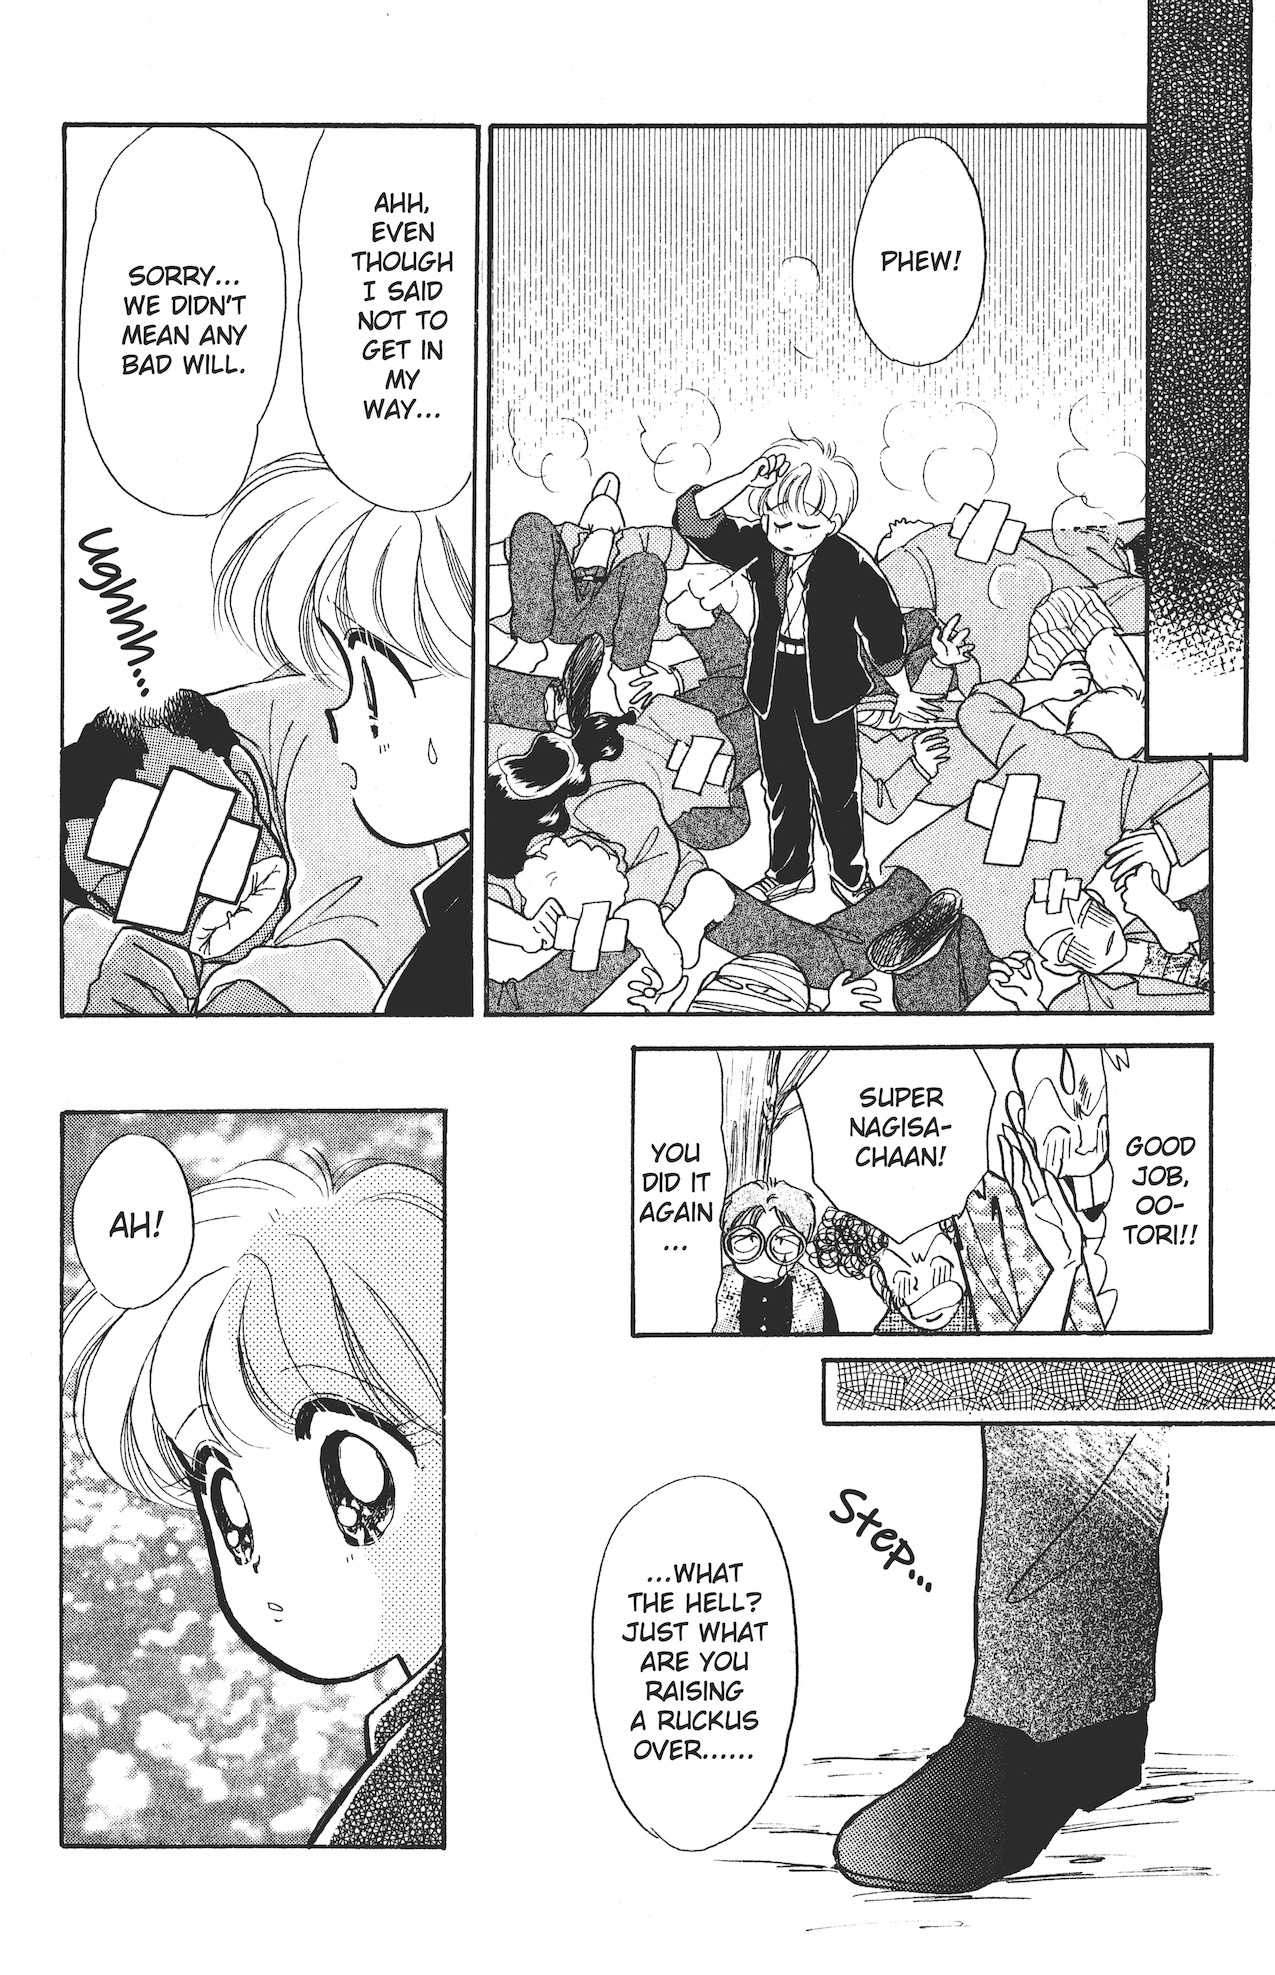 PHEW!
AHH,
EVEN
THOUGH
I SAID
NOT TO
GET IN
MY
WAY...
SORRY...
WE DIDN'T
MEAN ANY
BAD WILL.
ughhh...
GOOD
JOB,
OO-
TORI!!
SUPER
NAGISA-
CHAAN!
YOU
DID IT
AGAIN
...
Step...
...WHAT
THE HELL?
JUST WHAT
ARE YOU
RAISING
A RUCKUS
OVER......
AH!